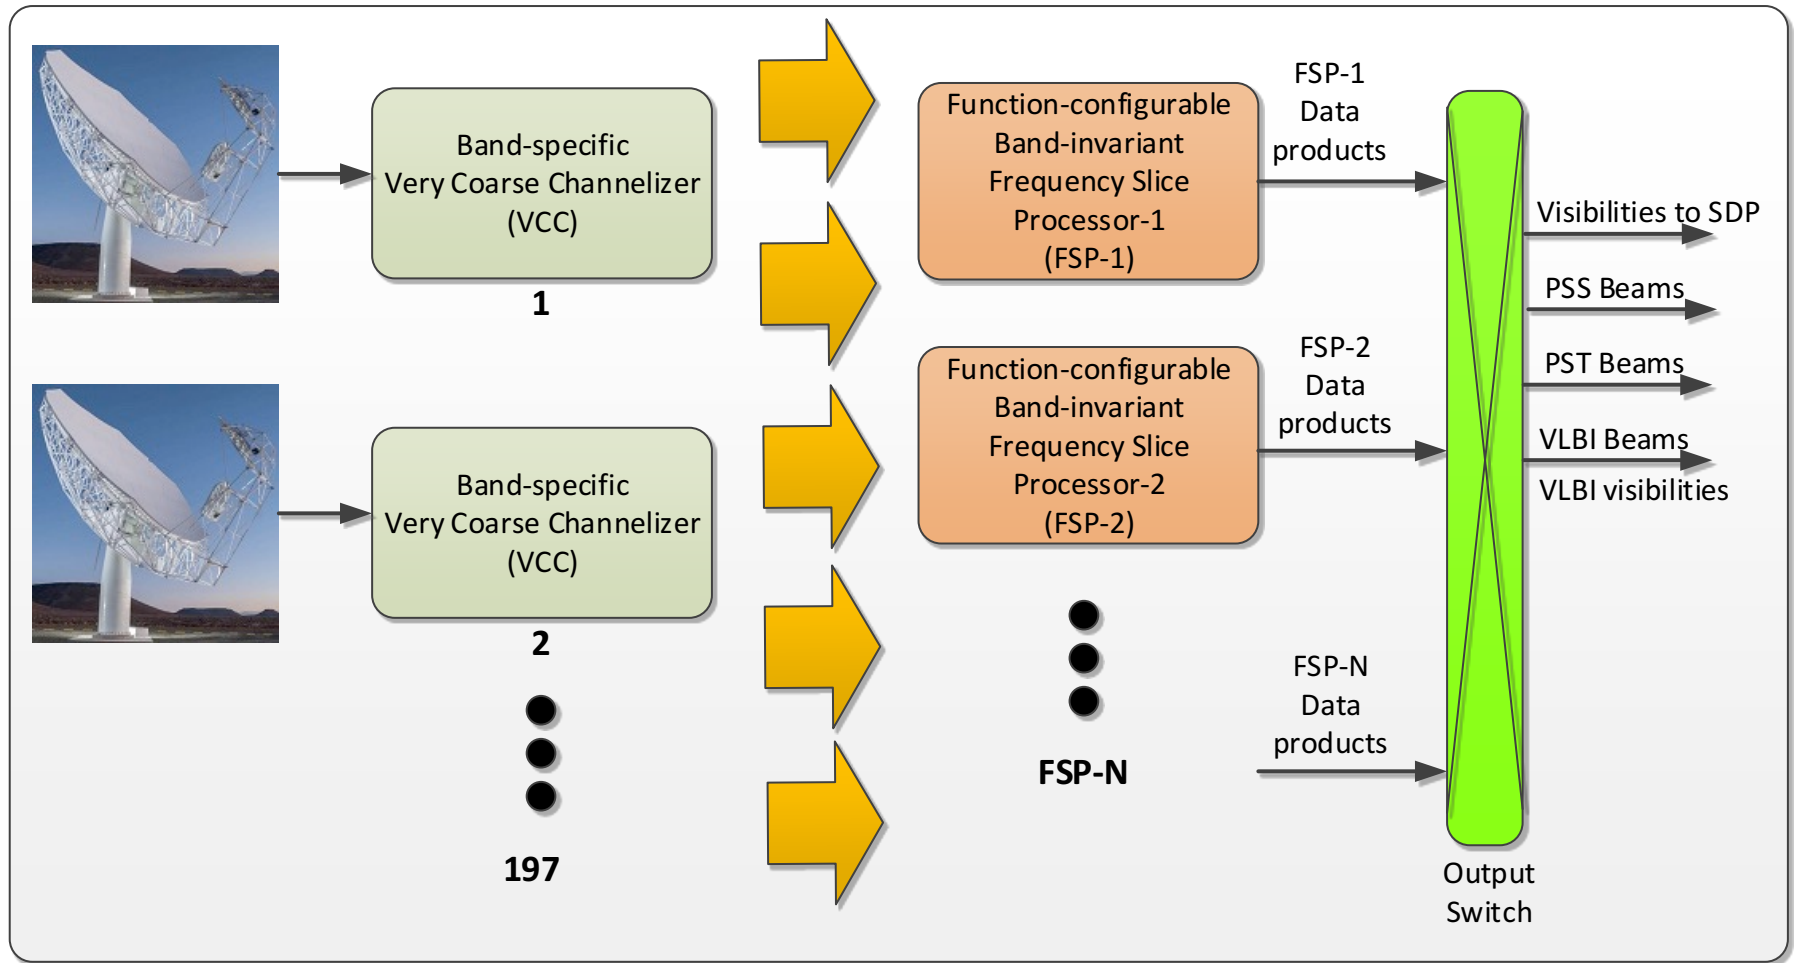 Band-specific
Very Coarse Channelizer
(VCC)
1
Band-specific
Very Coarse Channelizer
(VCC)
2
197
Function-configurable
Band-invariant
Frequency Slice
Processor-1
(FSP-1)
Function-configurable
Band-invariant
Frequency Slice
Processor-2
(FSP-2)
FSP-N
FSP-1
Data
products
FSP-2
Data
products
FSP-N
Data
products
Output
Switch
Visibilities to SDP
PSS Beams
PST Beams
VLBI Beams
VLBI visibilities